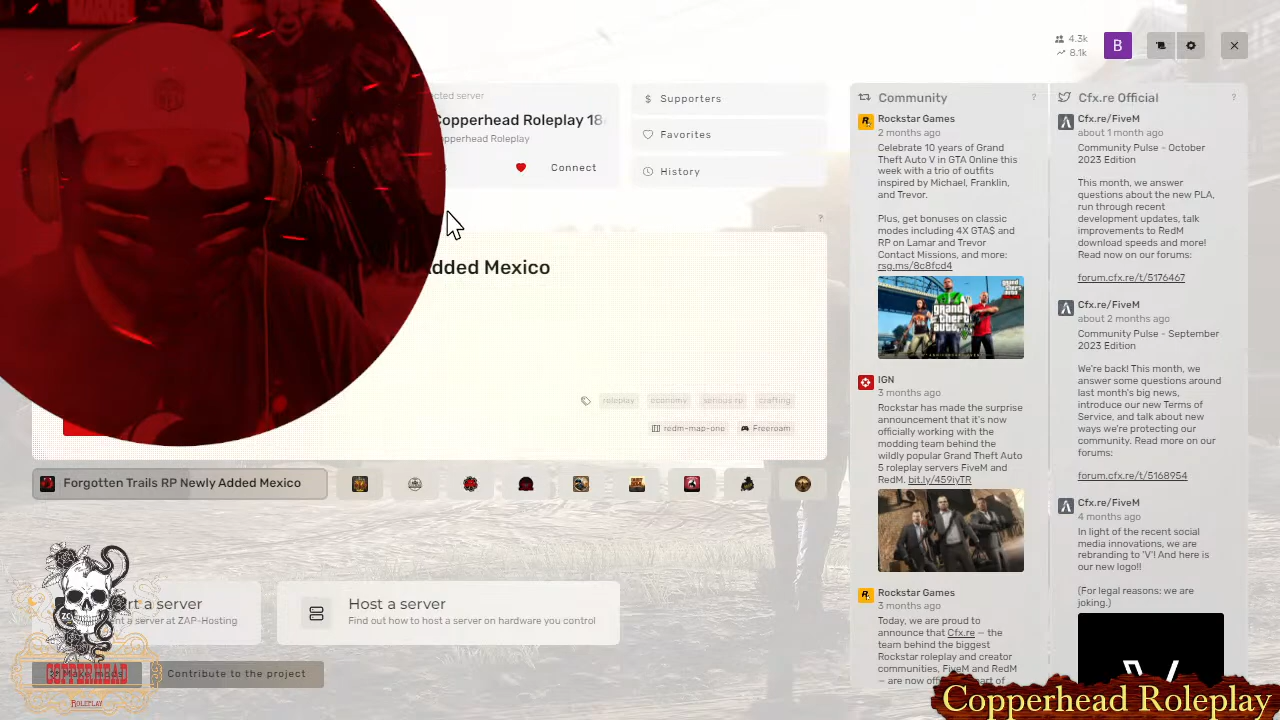 4.3k
8.1k
B
cted server
Copperhead Roleplay 18
pperhead Roleplay
Connect
$ Supporters
Favorites
History
?
dded Mexico
roleplay economy serious rp crafting
redm-map-one Freeroam
Forgotten Trails RP Newly Added Mexico
rt a server
nt a server at ZAP-Hosting
Host a server
Find out how to host a server on hardware you control
Make mods
Contribute to the project
COPPERHEAD
ROLEPLAY
Community ?
Rockstar Games
2 months ago
Celebrate 10 years of Grand
Theft Auto V in GTA Online this
week with a trio of outfits
inspired by Michael, Franklin,
and Trevor.
Plus, get bonuses on classic
modes including 4X GTA$ and
RP on Lamar and Trevor
Contact Missions, and more:
rsg.ms/8c8fcd4
grand
theft
auto
IGN
3 months ago
Rockstar has made the surprise
announcement that it's now
officially working with the
modding team behind the
wildly popular Grand Theft Auto
5 roleplay servers FiveM and
RedM. bit.ly/459iyTR
Rockstar Games
3 months ago
Today, we are proud to
announce that Cfx.re — the
team behind the biggest
Rockstar roleplay and creator
communities, FiveM and RedM
— are now off part of
Cfx.re Official ?
Cfx.re/FiveM
about 1 month ago
Community Pulse - October
2023 Edition
This month, we answer
questions about the new PLA,
run through recent
development updates, talk
improvements to RedM
download speeds and more!
Read now on our forums:
forum.cfx.re/t/5176467
Cfx.re/FiveM
about 2 months ago
Community Pulse - September
2023 Edition
We're back! This month, we
answer some questions around
last month's big news,
introduce our new Terms of
Service, and talk about new
ways we're protecting our
community. Read more on our
forums:
forum.cfx.re/t/5168954
Cfx.re/FiveM
4 months ago
In light of the recent social
media innovations, we are
rebranding to 'V'! And here is
our new logo!!
(For legal reasons: we are
joking.)
Copperhead Roleplay